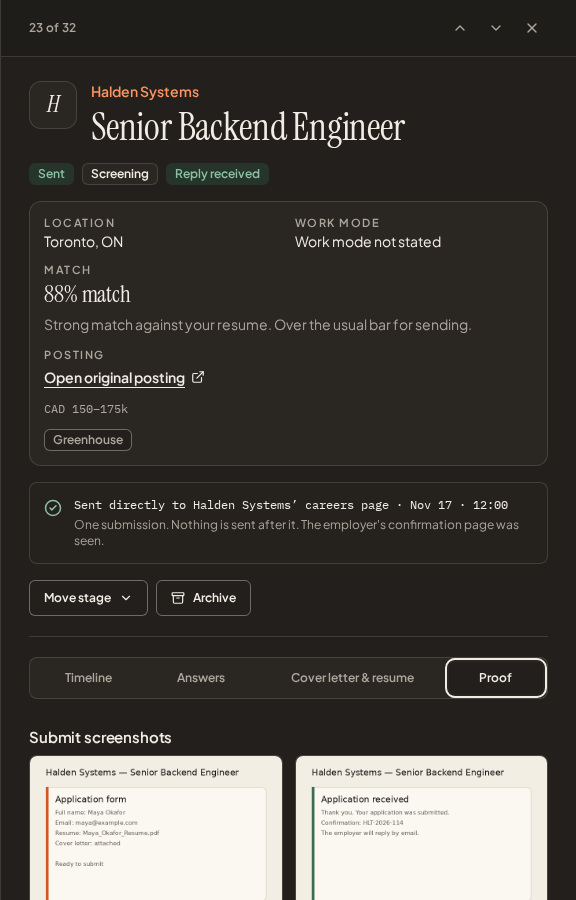 23 of 32
H
Halden Systems
Senior Backend Engineer
Sent
Screening
Reply received
LOCATION
WORK MODE
Toronto, ON
Work mode not stated
MATCH
88% match
Strong match against your resume. Over the usual bar for sending.
POSTING
Open original posting
CAD 150–175k
Greenhouse
Sent directly to Halden Systems’ careers page · Nov 17 · 12:00
One submission. Nothing is sent after it. The employer's confirmation page was
seen.
Move stage
Archive
Timeline
Answers
Cover letter & resume
Proof
Submit screenshots
Halden Systems — Senior Backend Engineer
Application form
Full name: Maya Okafor
Email: maya@example.com
Resume: Maya_Okafor_Resume.pdf
Cover letter: attached
Ready to submit
Halden Systems — Senior Backend Engineer
Application received
Thank you. Your application was submitted.
Confirmation: HLT-2026-114
The employer will reply by email.